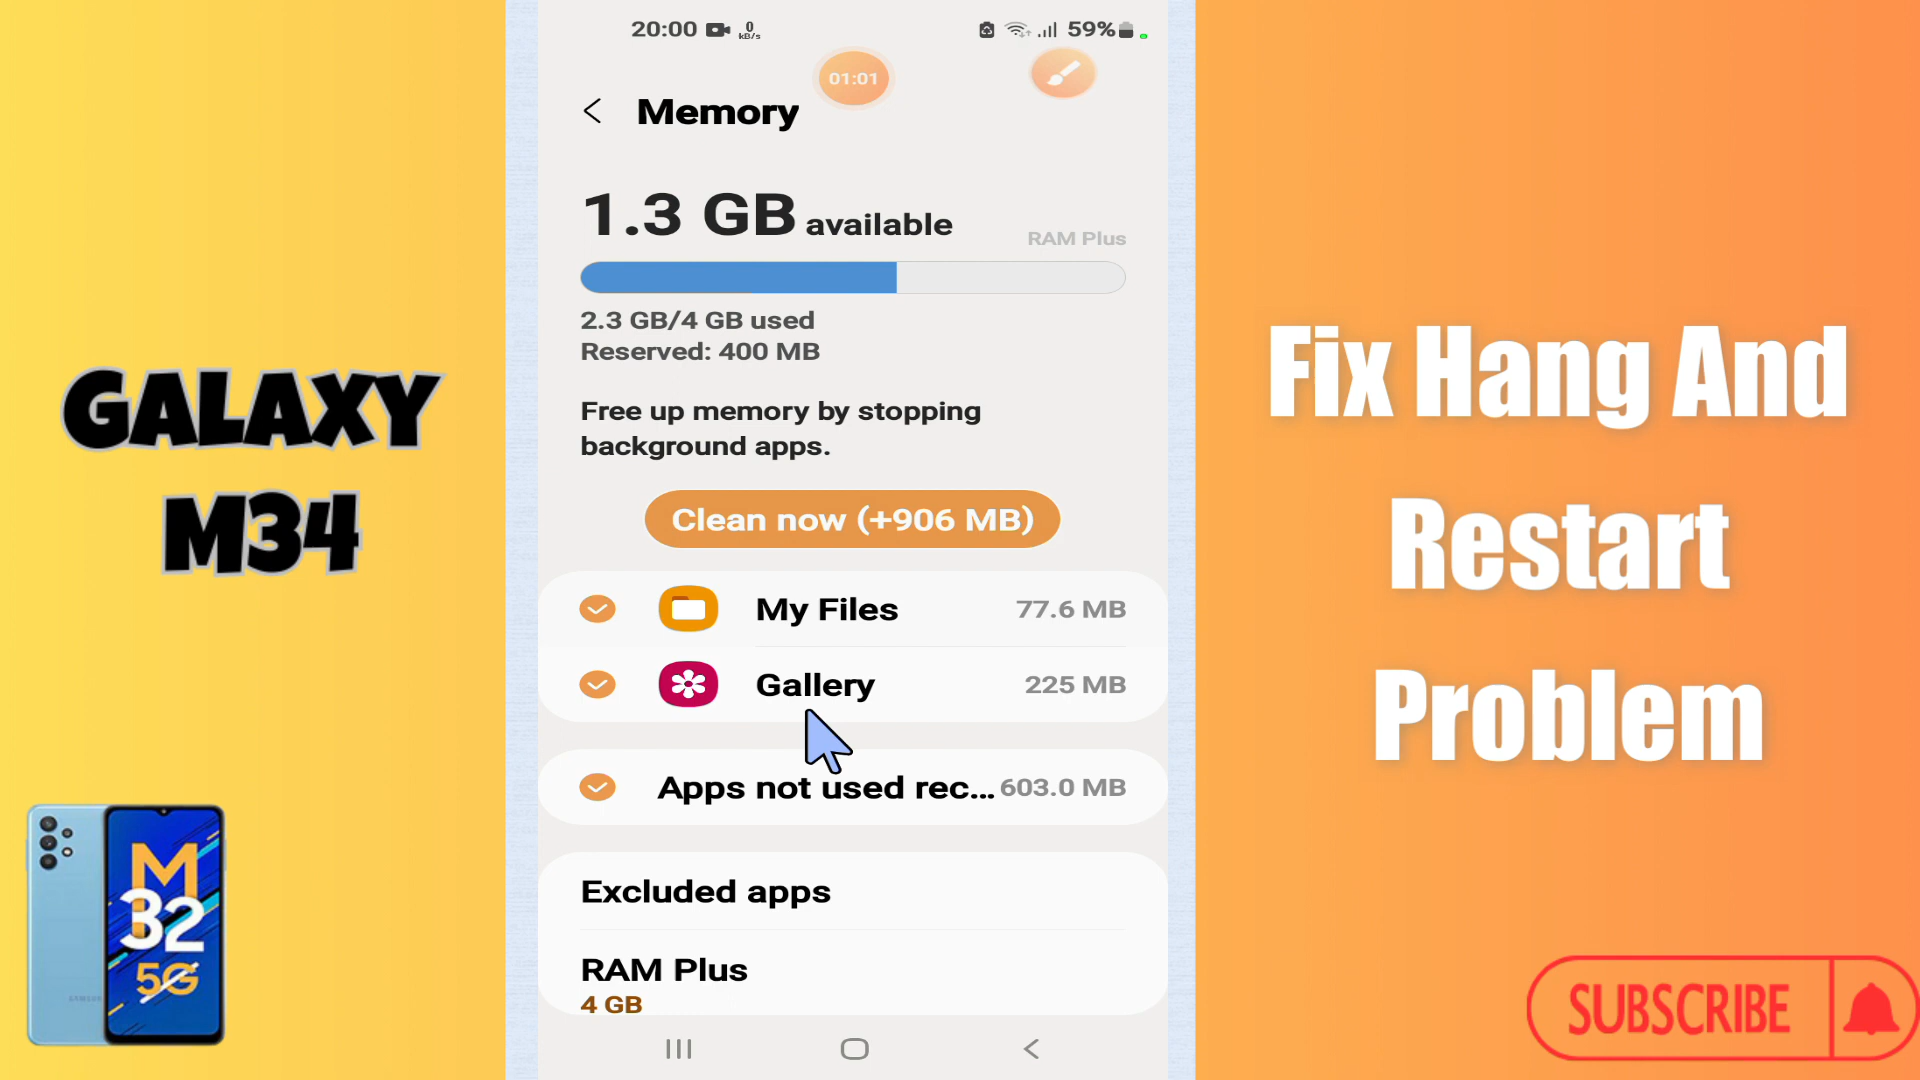 GALAXY
M34
M
32
5G
SAMSUNG
20:00
0
kB/s
59%
01:01
Memory
1.3 GB available
RAM Plus
2.3 GB/4 GB used
Reserved: 400 MB
Free up memory by stopping
background apps.
Clean now (+906 MB)
My Files 77.6 MB
Gallery 225 MB
Apps not used rec... 603.0 MB
Excluded apps
RAM Plus
4 GB
Fix Hang And
Restart
Problem
SUBSCRIBE